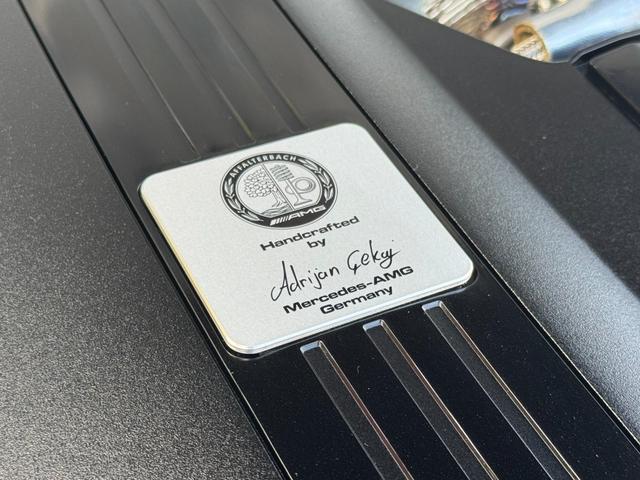 AFFALTERBACH
AMG
Handcrafted
by
Adrijan Çekaj
Mercedes-AMG
Germany